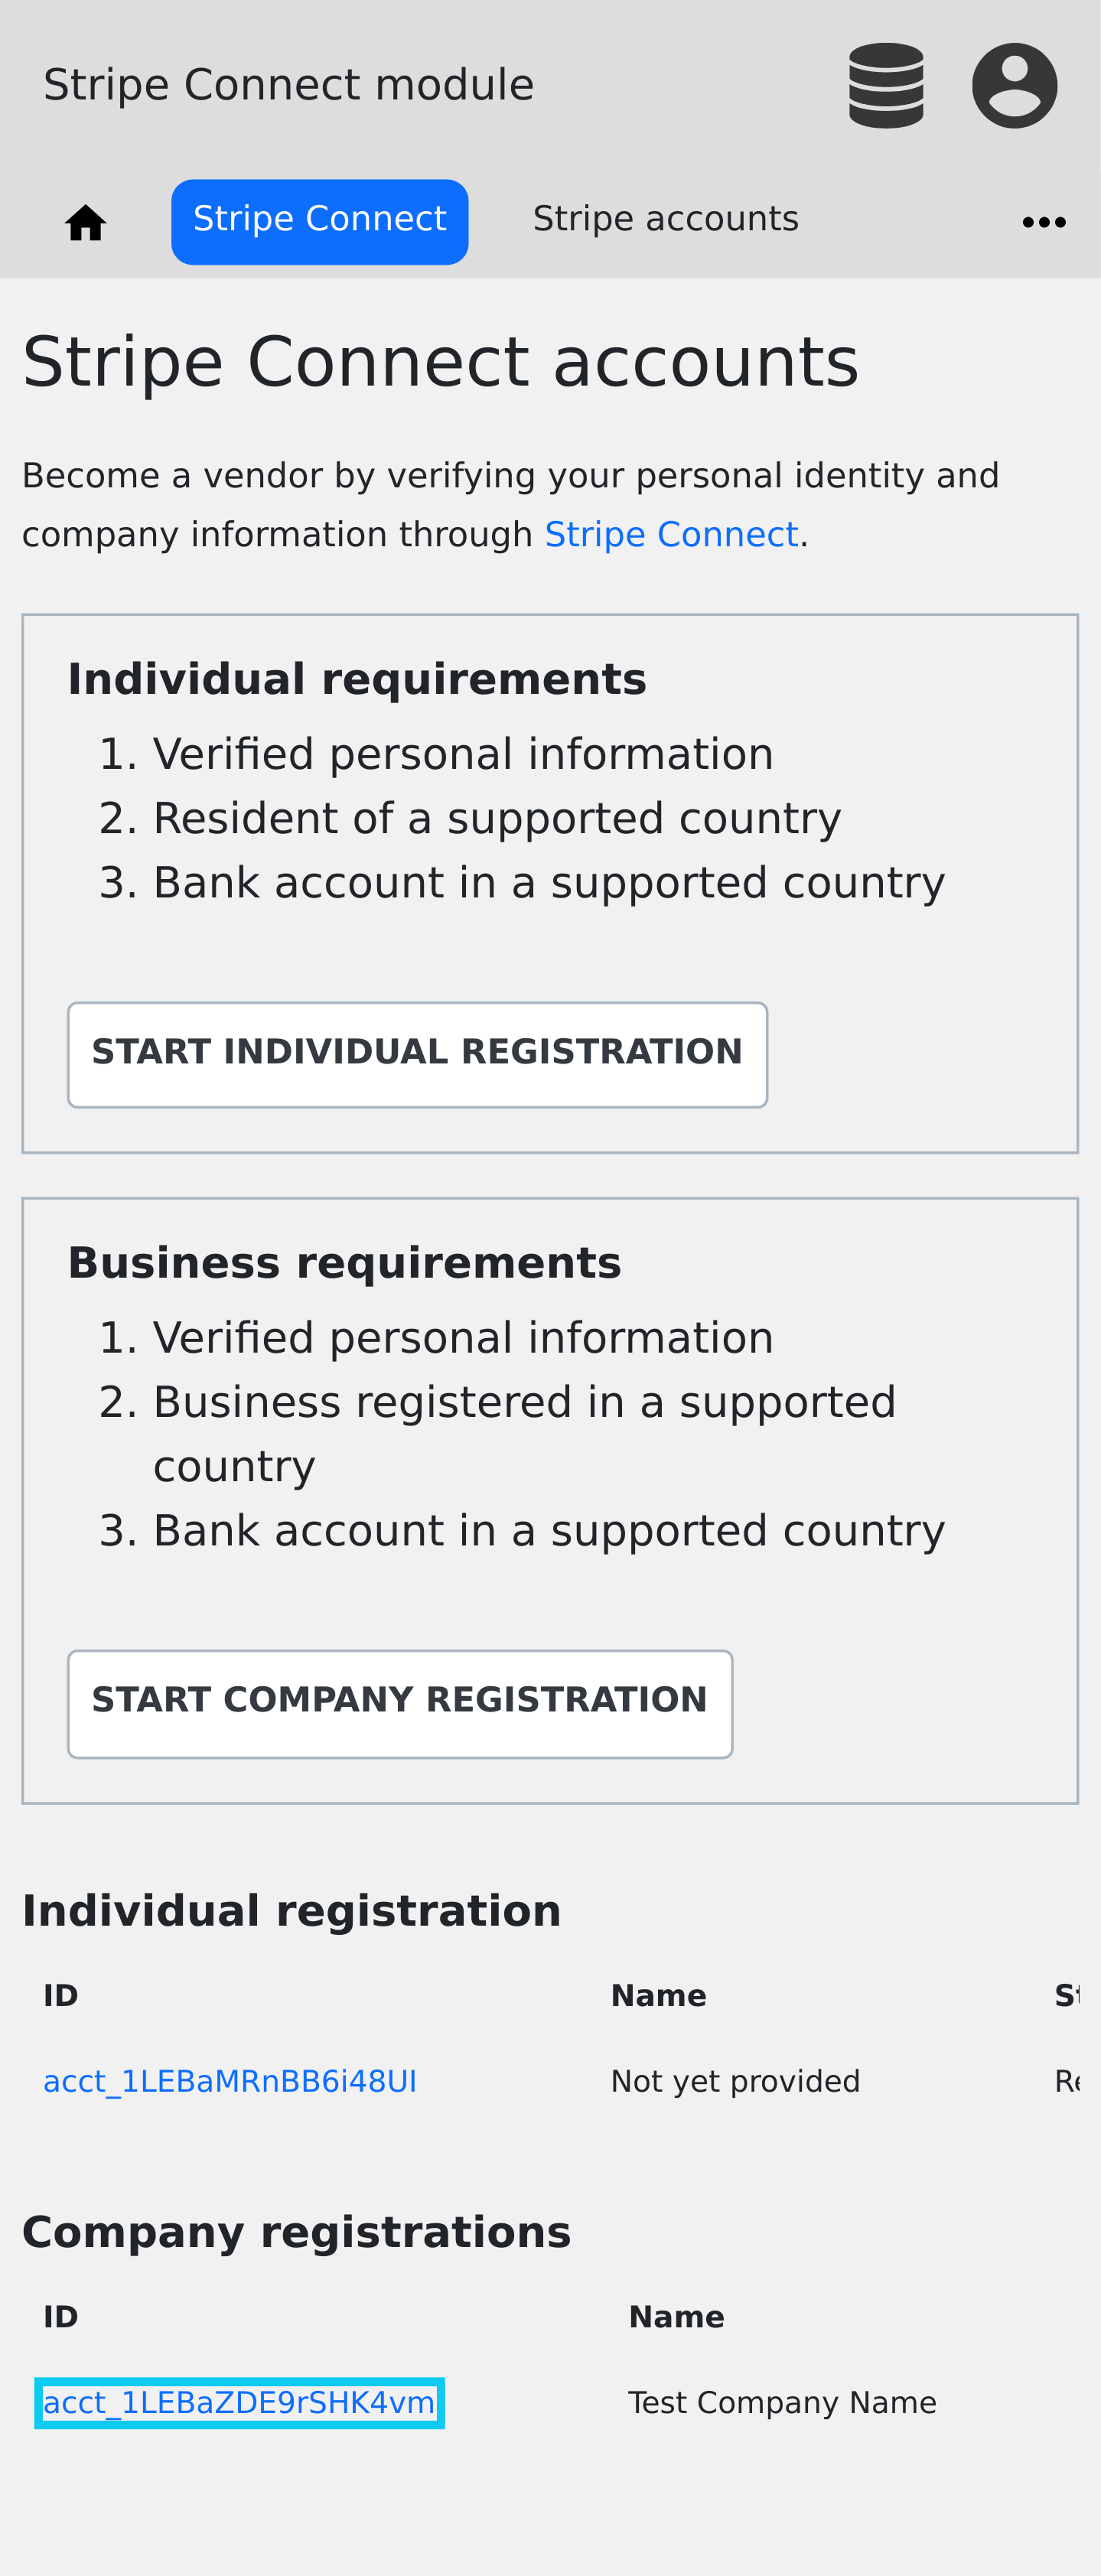 Stripe Connect module
Stripe Connect
Stripe accounts
Stripe Connect accounts
Become a vendor by verifying your personal identity and
company information through Stripe Connect.
Individual requirements
1. Verified personal information
2. Resident of a supported country
3. Bank account in a supported country
START INDIVIDUAL REGISTRATION
Business requirements
1. Verified personal information
2. Business registered in a supported
country
3. Bank account in a supported country
START COMPANY REGISTRATION
Individual registration
ID Name
acct_1LEBaMRnBB6i48UI Not yet provided
Company registrations
ID Name
acct_1LEBaZDE9rSHK4vm Test Company Name